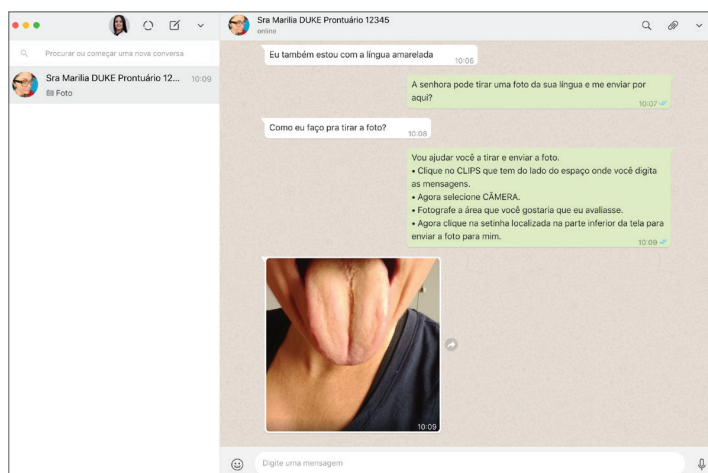 Sra Marilia DUKE Prontuário 12345
online
Procurar ou começar uma nova conversa
Sra Marilia DUKE Prontuário 12...
10:09
Foto
Eu também estou com a língua amarelada
10:06
A senhora pode tirar uma foto da sua língua e me enviar por
aqui?
10:07
Como eu faço pra tirar a foto?
10:08
Vou ajudar você a tirar e enviar a foto.
• Clique no CLIPS que tem do lado do espaço onde você digita
as mensagens.
• Agora selecione CÂMERA.
• Fotografe a área que você gostaria que eu avaliasse.
• Agora clique na setinha localizada na parte inferior da tela para
enviar a foto para mim.
10:09
10:09
Digite uma mensagem